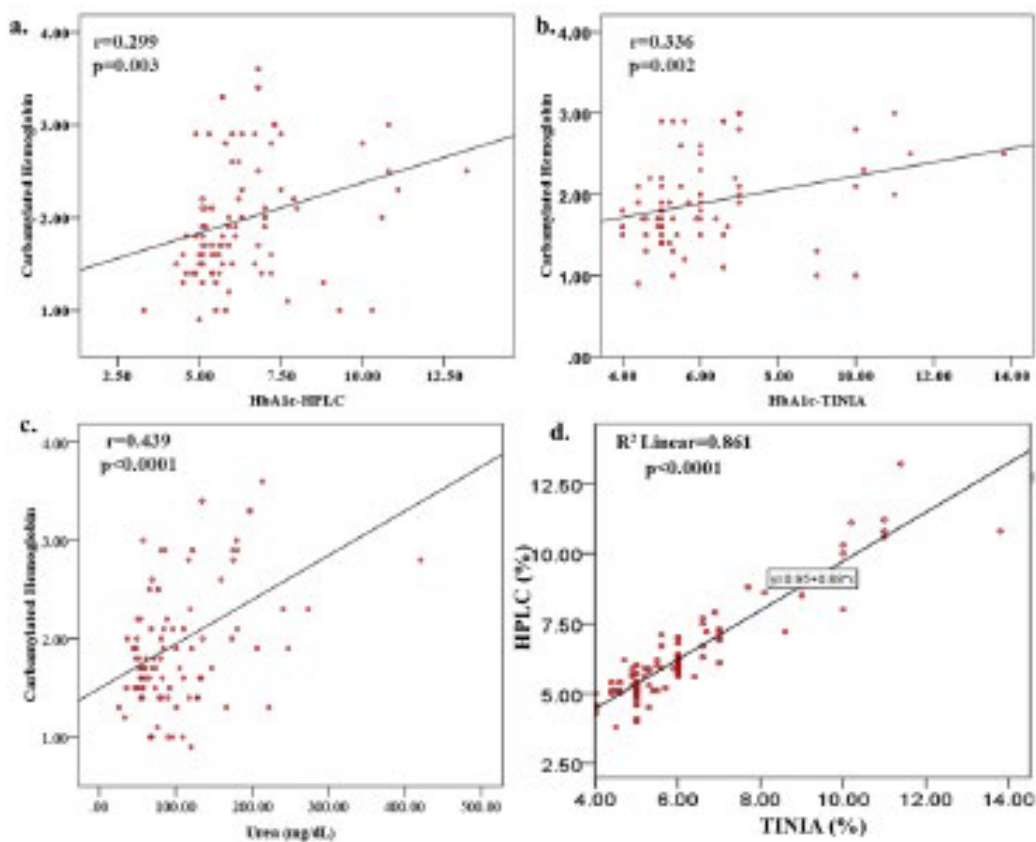 a.
r=0.299
p=0.003
4.00
3.00
2.00
1.00
Carbamylated Hemoglobin
2.50 5.00 7.50 10.00 12.50
HbA1c-HPLC
b.
r=0.336
p=0.002
4.00
3.00
2.00
1.00
.00
Carbamylated Hemoglobin
4.00 6.00 8.00 10.00 12.00 14.00
HbA1c-TINIA
c.
r=0.439
p<0.0001
4.00
3.00
2.00
1.00
Carbamylated Hemoglobin
.00 100.00 200.00 300.00 400.00 500.00
Urea (mg/dL)
d.
R² Linear=0.861
p<0.0001
12.50
10.00
7.50
5.00
2.50
HPLC (%)
4.00 6.00 8.00 10.00 12.00 14.00
TINIA (%)